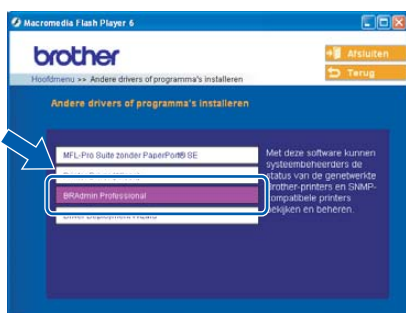 Macromedia Flash Player 6
brother
Afsluiten
Terug
Hoofdmenu >> Andere drivers of programma's installeren
Andere drivers of programma's installeren
MFL-Pro Suite zonder PaperPort® SE
BRAdmin Professional
Met deze software kunnen
systeembeheerders de
status van de genetwerkte
Brother-printers en SNMP-
compatibele printers
bekijken en beheren.